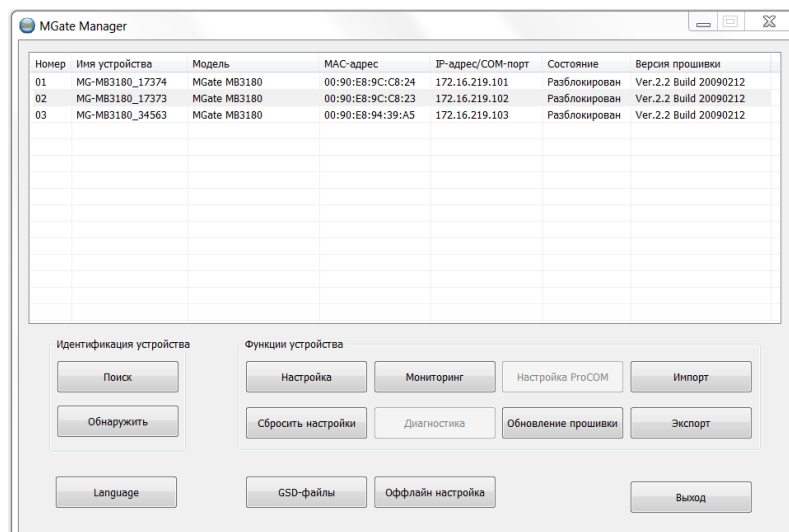 MGate Manager
Номер Имя устройства Модель MAC-адрес IP-адрес/COM-порт Состояние Версия прошивки
01 MG-MB3180_17374 MGate MB3180 00:90:E8:9C:C8:24 172.16.219.101 Разблокирован Ver.2.2 Build 20090212
02 MG-MB3180_17373 MGate MB3180 00:90:E8:9C:C8:23 172.16.219.102 Разблокирован Ver.2.2 Build 20090212
03 MG-MB3180_34563 MGate MB3180 00:90:E8:94:39:A5 172.16.219.103 Разблокирован Ver.2.2 Build 20090212
Идентификация устройства Функции устройства
Поиск Настройка Мониторинг Настройка ProCOM Импорт
Обнаружить Сбросить настройки Диагностика Обновление прошивки Экспорт
Language GSD-файлы Оффлайн настройка Выход